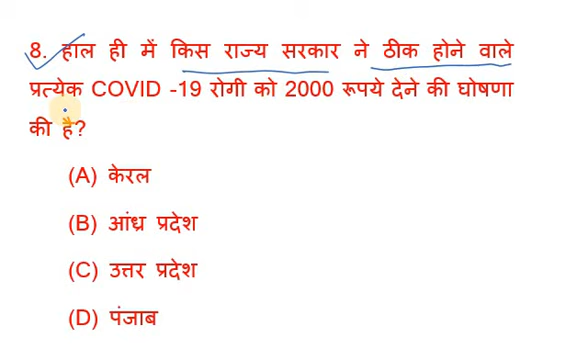 8. हाल ही में किस राज्य सरकार ने ठीक होने वाले
प्रत्येक COVID -19 रोगी को 2000 रूपये देने की घोषणा
की है?
(A) केरल
(B) आंध्र प्रदेश
(C) उत्तर प्रदेश
(D) पंजाब